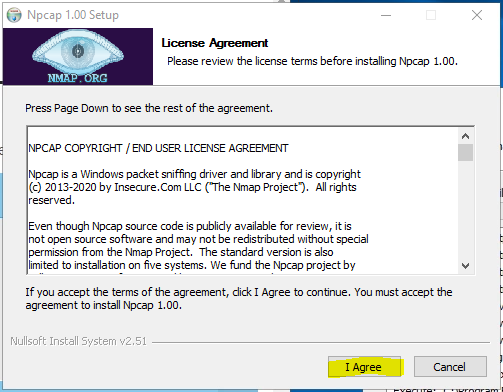 Npcap 1.00 Setup
NMAP.ORG
License Agreement
Please review the license terms before installing Npcap 1.00.
Press Page Down to see the rest of the agreement.
NPCAP COPYRIGHT / END USER LICENSE AGREEMENT
Npcap is a Windows packet sniffing driver and library and is copyright
(c) 2013-2020 by Insecure.Com LLC ("The Nmap Project").  All rights
reserved.
Even though Npcap source code is publicly available for review, it is
not open source software and may not be redistributed without special
permission from the Nmap Project.  The standard version is also
limited to installation on five systems. We fund the Npcap project by
If you accept the terms of the agreement, click I Agree to continue. You must accept the
agreement to install Npcap 1.00.
Nullsoft Install System v2.51
I Agree
Cancel